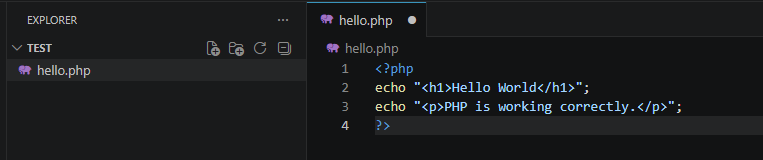 EXPLORER
TEST
hello.php
hello.php
hello.php
1 <?php
2 echo "<h1>Hello World</h1>";
3 echo "<p>PHP is working correctly.</p>";
4 ?>